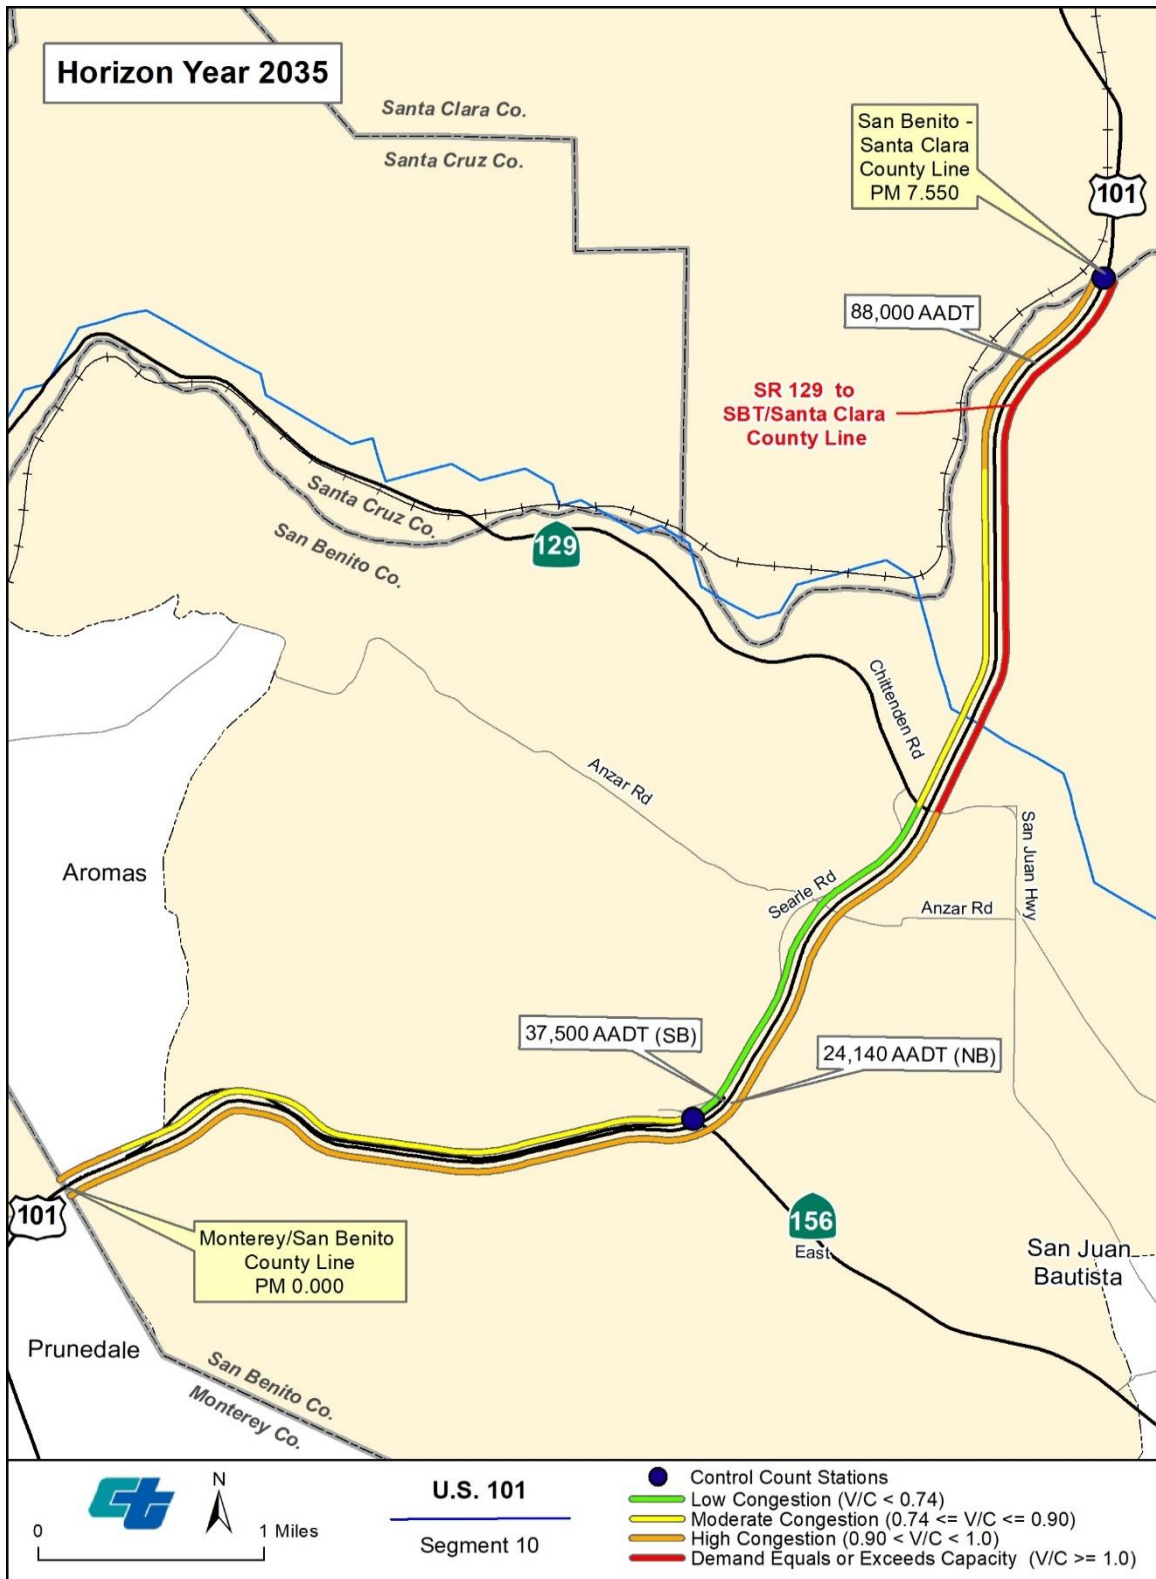 Horizon Year 2035
Santa Clara Co.
Santa Cruz Co.
San Benito -
Santa Clara
County Line
PM 7.550
101
88,000 AADT
SR 129 to
SBT/Santa Clara
County Line
Santa Cruz Co.
San Benito Co.
129
Chittenden Rd
Anzar Rd
San Juan Hwy
Aromas
Searle Rd
Anzar Rd
37,500 AADT (SB)
24,140 AADT (NB)
101
156
East
Monterey/San Benito
County Line
PM 0.000
San Juan
Bautista
Prunedale
San Benito Co.
Monterey Co.
ct
N
0 1 Miles
U.S. 101
Segment 10
Control Count Stations
Low Congestion (V/C < 0.74)
Moderate Congestion (0.74 <= V/C <= 0.90)
High Congestion (0.90 < V/C < 1.0)
Demand Equals or Exceeds Capacity (V/C >= 1.0)